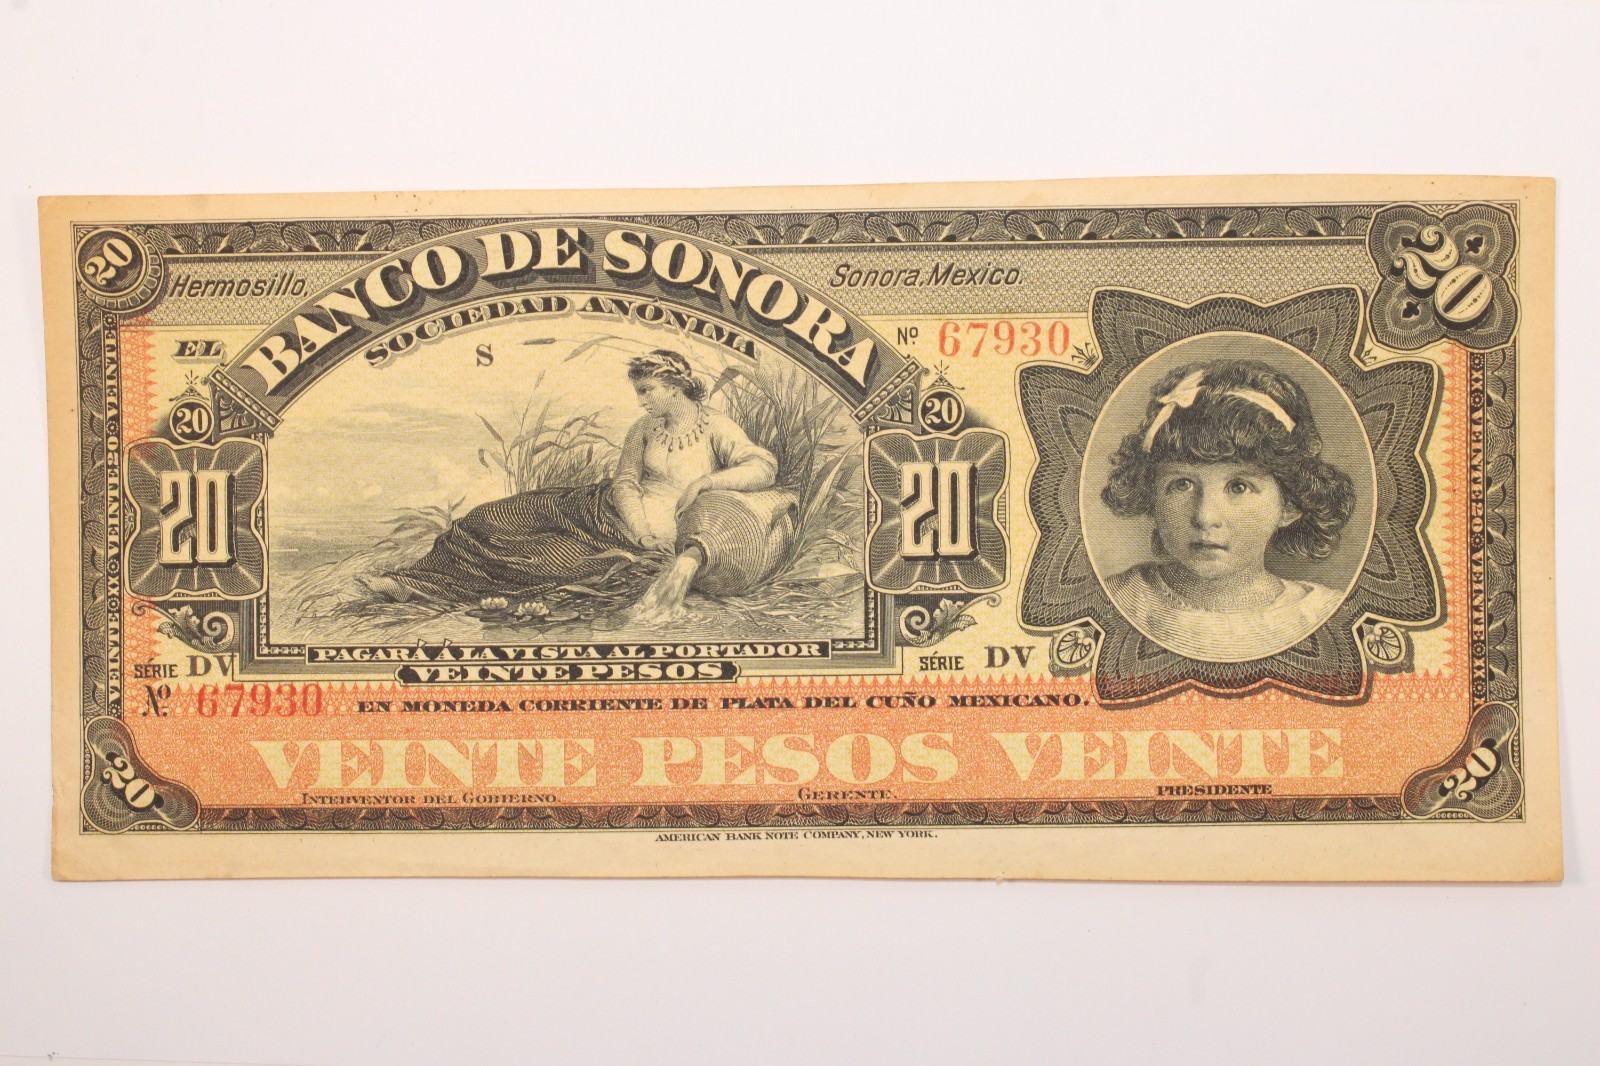 20
20
Hermosillo.
BANCO DE SONORA
Sonora, Mexico.
SOCIEDAD ANÓNIMA
EL
S
Nº 67930
20
20
20
20
PAGARÁ Á LA VISTA AL PORTADOR
VEINTE PESOS
SÉRIE DV
SÉRIE DV
Nº 67930
EN MONEDA CORRIENTE DE PLATA DEL CUÑO MEXICANO.
VEINTE PESOS VEINTE
20
20
INTERVENTOR DEL GOBIERNO.
GERENTE.
PRESIDENTE
AMERICAN BANK NOTE COMPANY, NEW YORK.